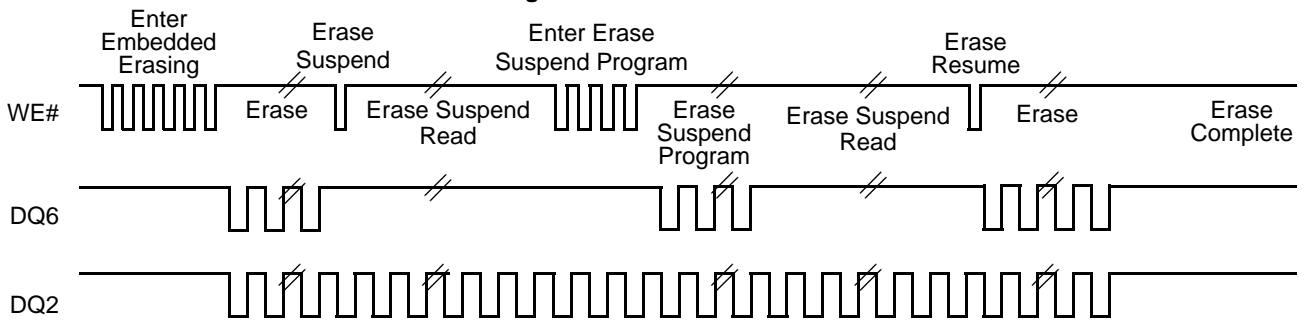 Enter
Embedded
Erasing
Erase
Suspend
Enter Erase
Suspend Program
Erase
Resume
WE#
Erase
Erase Suspend
Read
Erase
Suspend
Program
Erase Suspend
Read
Erase
Erase
Complete
DQ6
DQ2